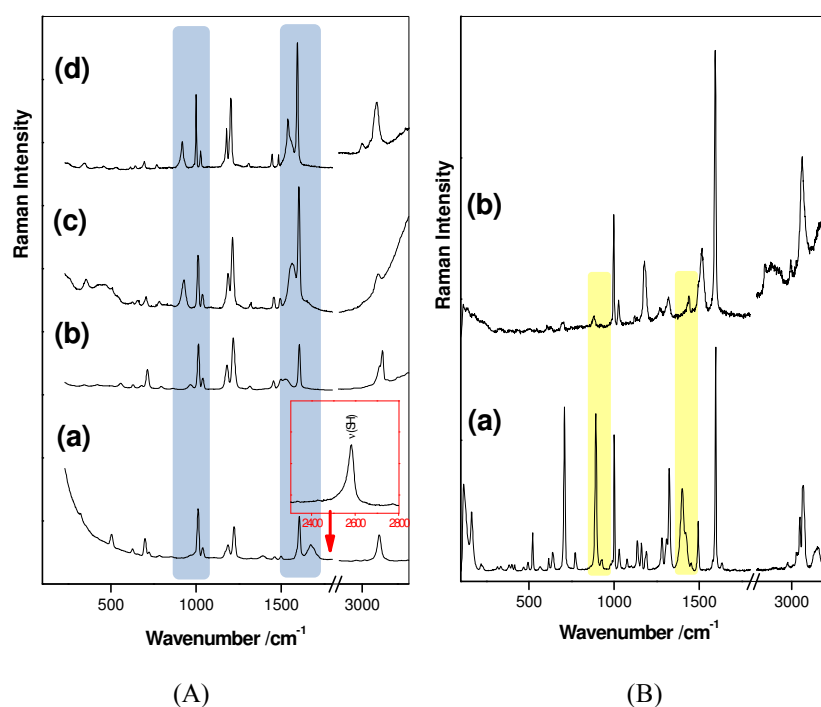 (d)
(c)
(b)
(a)
Raman Intensity
ν(SH)
2400 2600 2800
500 1000 1500 3000
Wavenumber /cm-1
(A)
B
(b)
(a)
Raman Intensity
500 1000 1500 3000
Wavenumber /cm-1
(B)